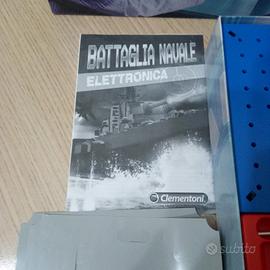 BATTAGLIA NAVALE
ELETTRONICA
Clementoni
subito